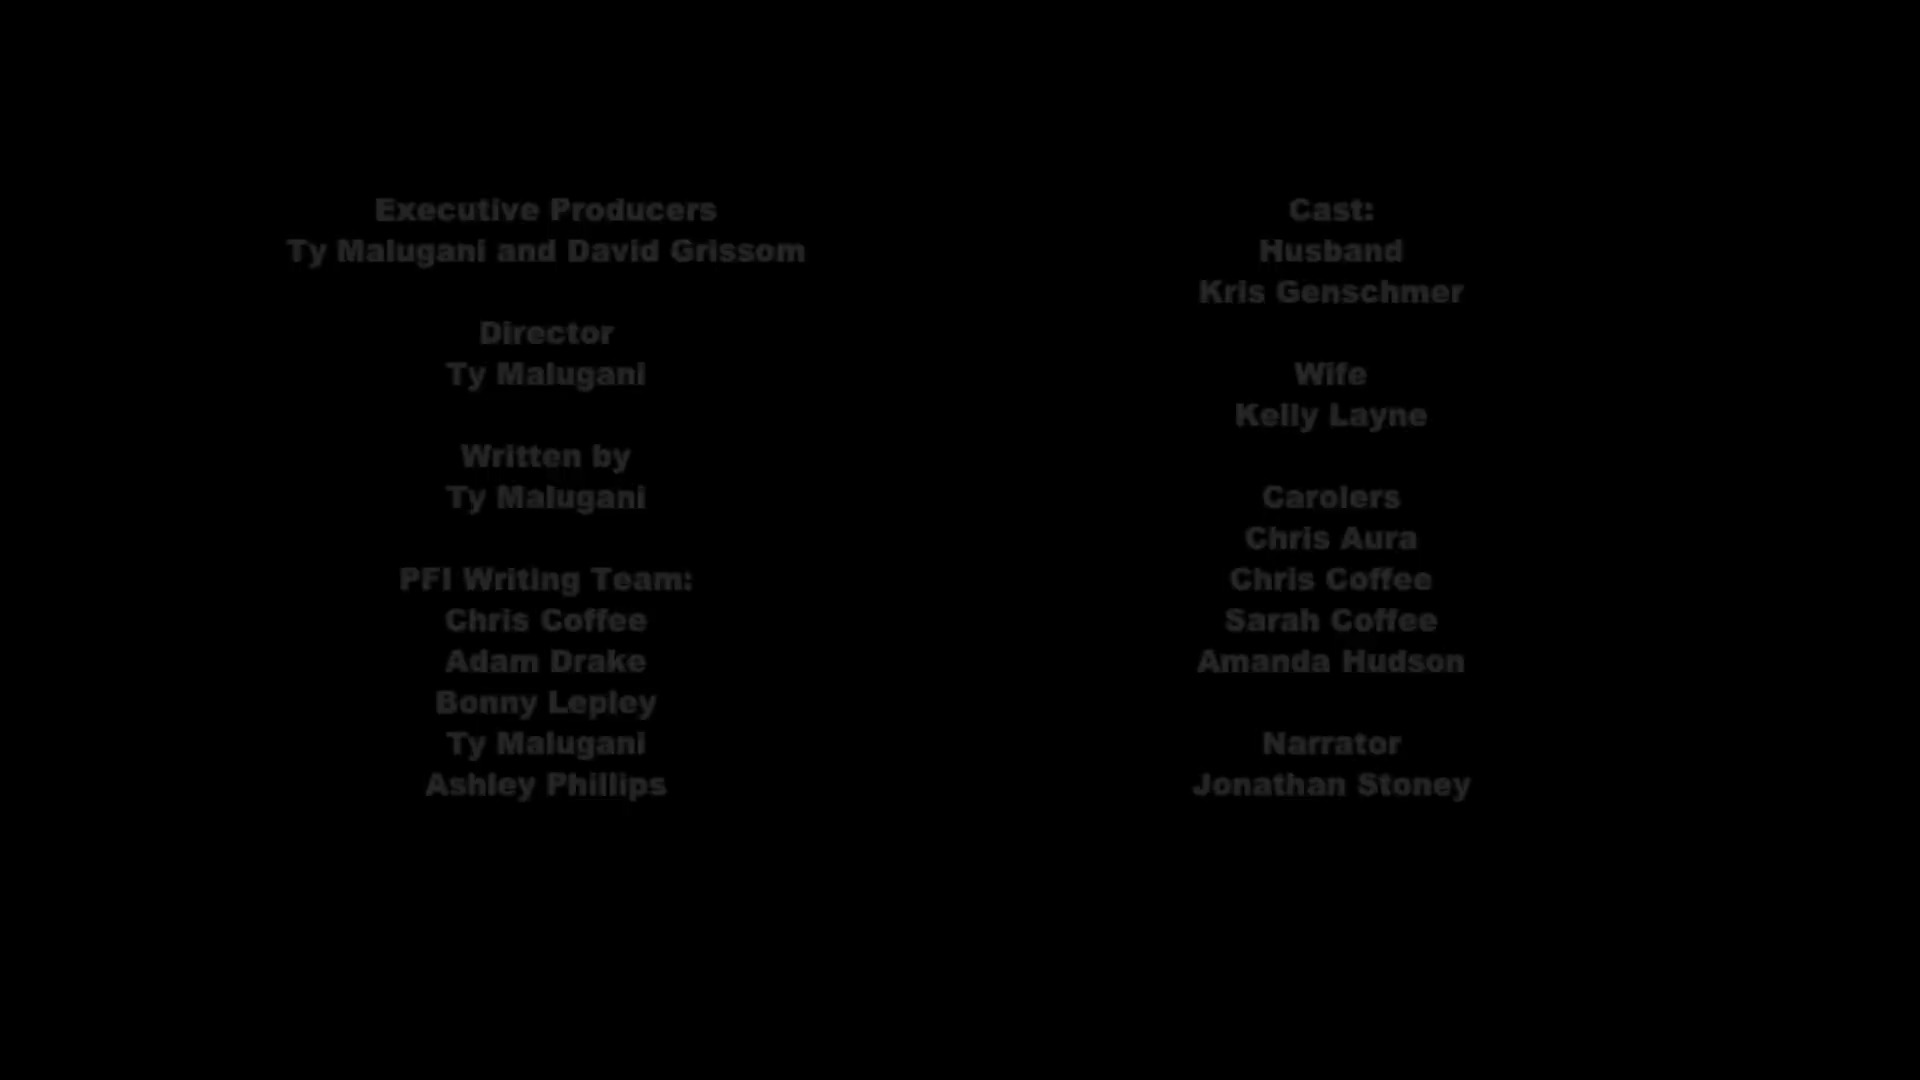 Executive Producers
Ty Malugani and David Grissom
Director
Ty Malugani
Written by
Ty Malugani
PFI Writing Team:
Chris Coffee
Adam Drake
Bonny Lepley
Ty Malugani
Ashley Phillips
Cast:
Husband
Kris Genschmer
Wife
Kelly Layne
Carolers
Chris Aura
Chris Coffee
Sarah Coffee
Amanda Hudson
Narrator
Jonathan Stoney